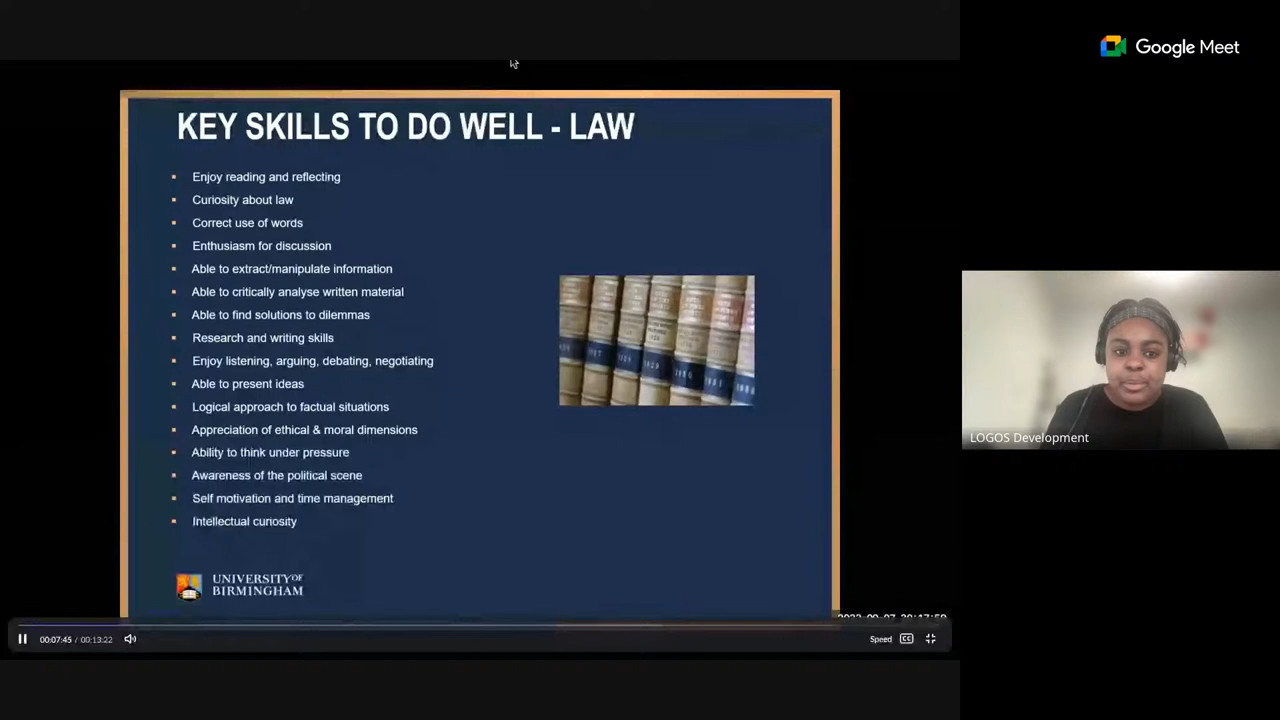 Google Meet
KEY SKILLS TO DO WELL - LAW
Enjoy reading and reflecting
Curiosity about law
Correct use of words
Enthusiasm for discussion
Able to extract/manipulate information
Able to critically analyse written material
Able to find solutions to dilemmas
Research and writing skills
Enjoy listening, arguing, debating, negotiating
Able to present ideas
Logical approach to factual situations
Appreciation of ethical & moral dimensions
Ability to think under pressure
Awareness of the political scene
Self motivation and time management
Intellectual curiosity
UNIVERSITY OF
BIRMINGHAM
00:07:45 / 00:13:22
Speed
CC
LOGOS Development